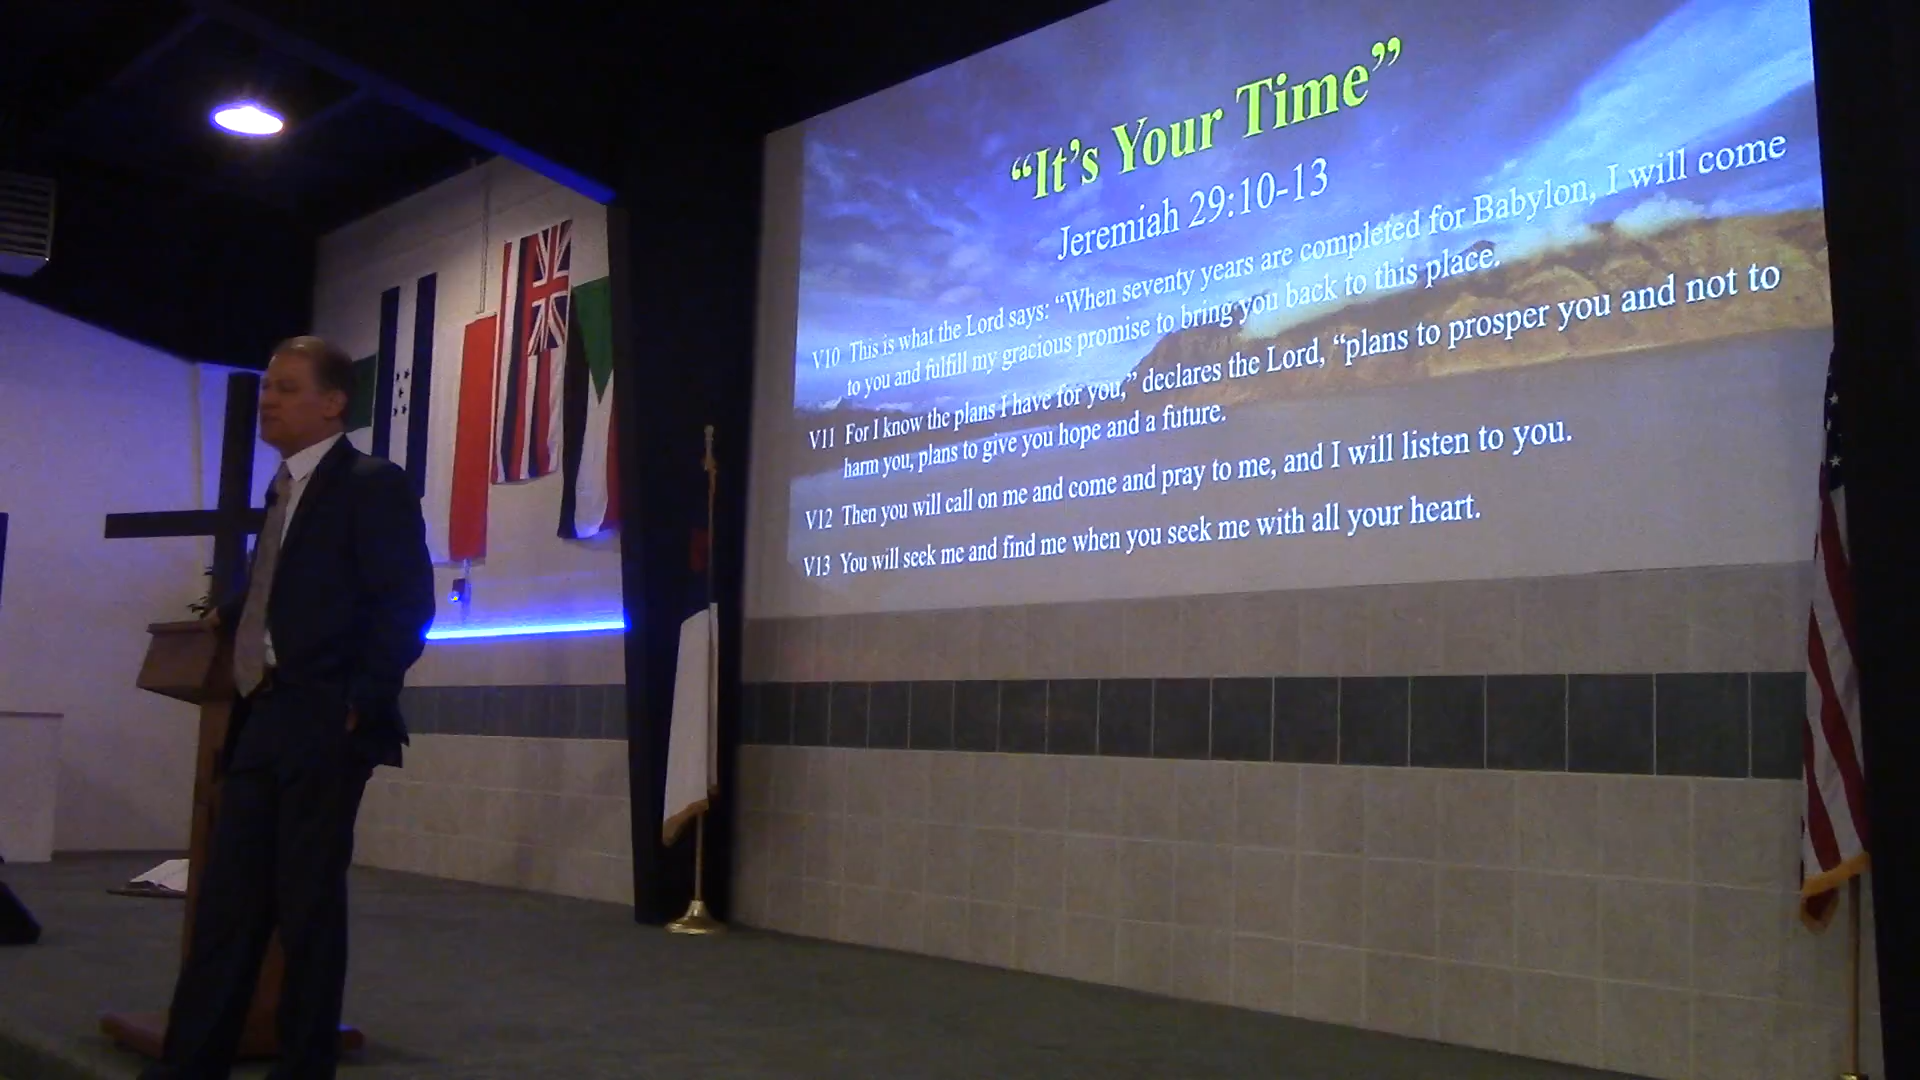 “It’s Your Time”
Jeremiah 29:10-13
V10 This is what the Lord says: “When seventy years are completed for Babylon, I will come
to you and fulfill my gracious promise to bring you back to this place.
V11 For I know the plans I have for you,” declares the Lord, “plans to prosper you and not to
harm you, plans to give you hope and a future.
V12 Then you will call on me and come and pray to me, and I will listen to you.
V13 You will seek me and find me when you seek me with all your heart.